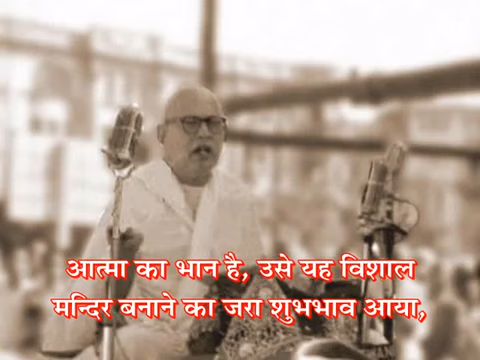 आत्मा का भान है, उसे यह विशाल
मन्दिर बनाने का जरा शुभभाव आया,